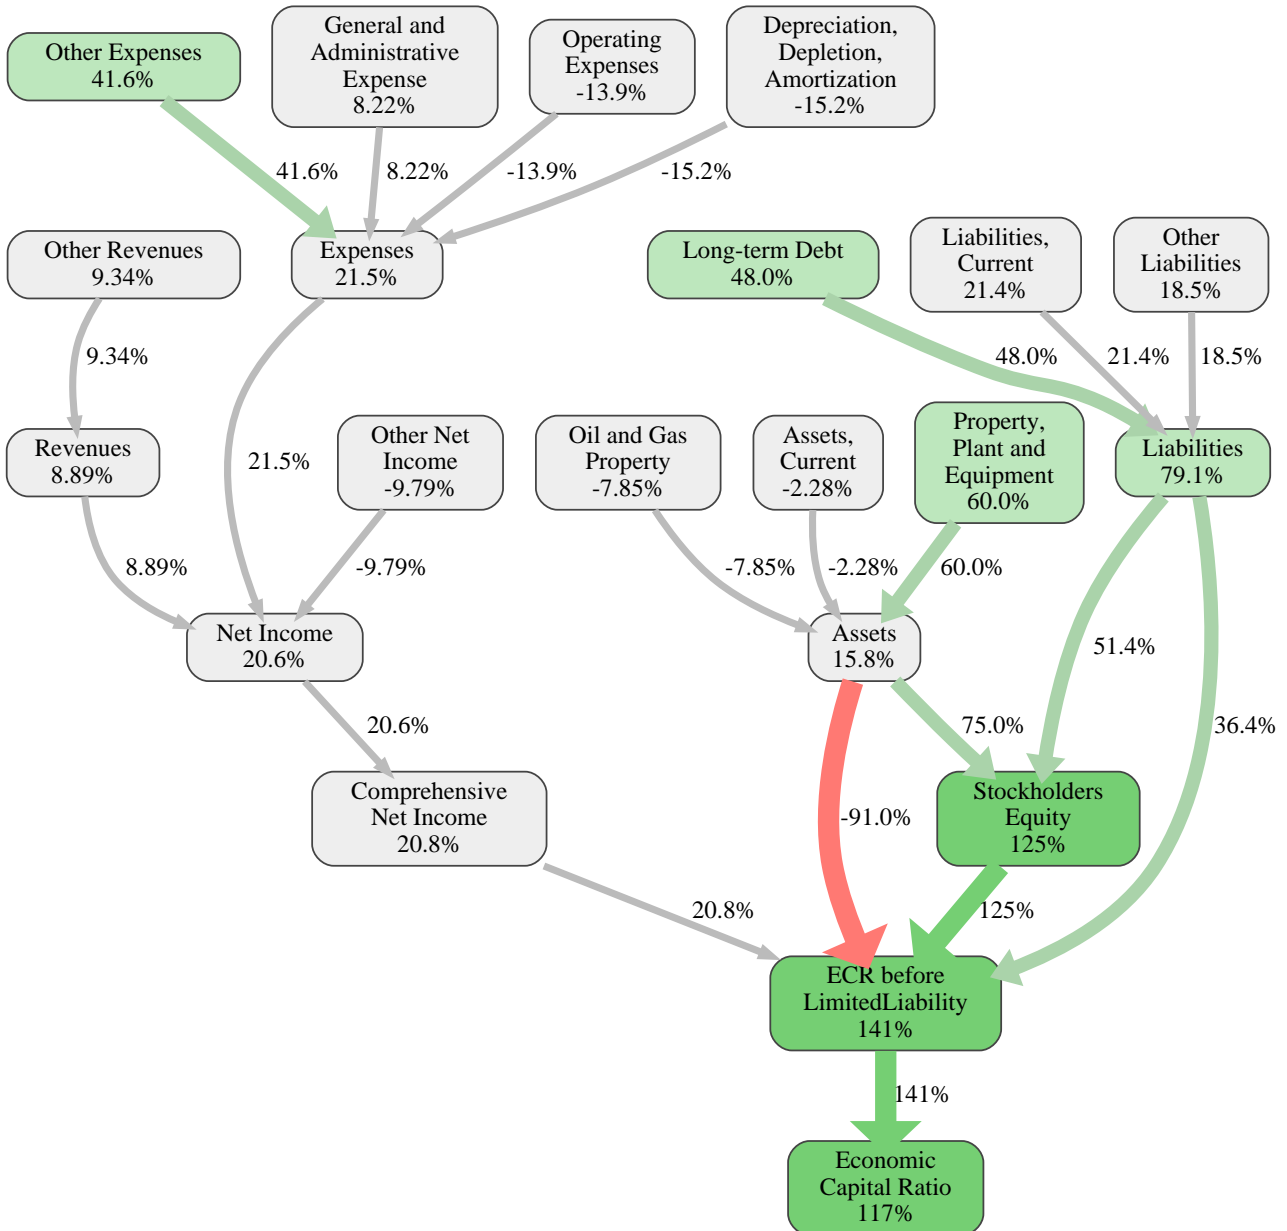 Other Expenses
41.6%
General and
Administrative
Expense
8.22%
Operating
Expenses
-13.9%
Depreciation,
Depletion,
Amortization
-15.2%
41.6%
8.22%
-13.9%
-15.2%
Other Revenues
9.34%
Expenses
21.5%
Long-term Debt
48.0%
Liabilities,
Current
21.4%
Other
Liabilities
18.5%
9.34%
48.0%
21.4%
18.5%
Revenues
8.89%
21.5%
Other Net
Income
-9.79%
Oil and Gas
Property
-7.85%
Assets,
Current
-2.28%
Property,
Plant and
Equipment
60.0%
Liabilities
79.1%
8.89%
-9.79%
-7.85%
-2.28%
60.0%
Net Income
20.6%
Assets
15.8%
51.4%
20.6%
75.0%
36.4%
Comprehensive
Net Income
20.8%
-91.0%
Stockholders
Equity
125%
20.8%
125%
ECR before
LimitedLiability
141%
141%
Economic
Capital Ratio
117%